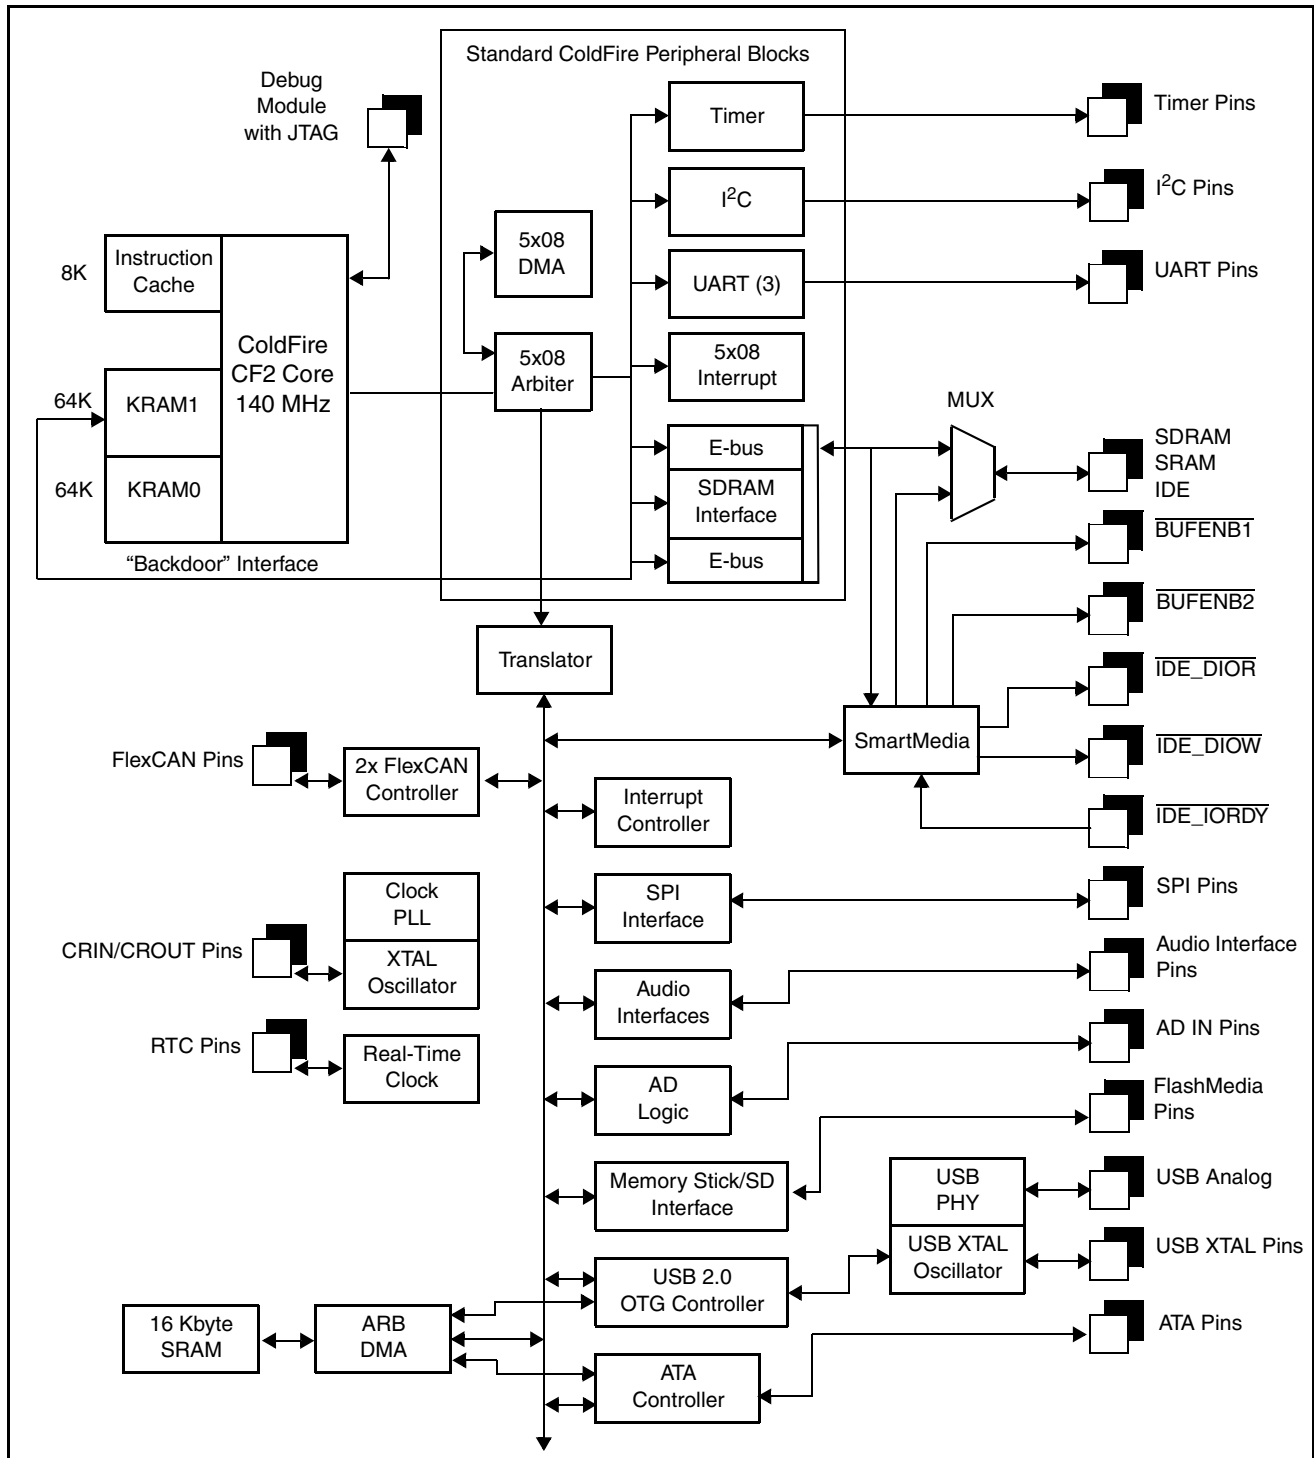 Standard ColdFire Peripheral Blocks
Debug
Module
with JTAG
Timer
Timer Pins
I²C
I²C Pins
8K
Instruction
Cache
5x08
DMA
UART (3)
UART Pins
ColdFire
CF2 Core
140 MHz
5x08
Arbiter
5x08
Interrupt
64K
KRAM1
MUX
E-bus
SDRAM
SRAM
IDE
64K
KRAM0
SDRAM
Interface
E-bus
“Backdoor” Interface
BUFENB1
BUFENB2
Translator
IDE_DIOR
SmartMedia
IDE_DIOW
FlexCAN Pins
2x FlexCAN
Controller
Interrupt
Controller
IDE_IORDY
Clock
PLL
SPI
Interface
SPI Pins
CRIN/CROUT Pins
XTAL
Oscillator
Audio
Interfaces
Audio Interface
Pins
RTC Pins
Real-Time
Clock
AD
Logic
AD IN Pins
FlashMedia
Pins
Memory Stick/SD
Interface
USB
PHY
USB Analog
USB XTAL
Oscillator
USB XTAL Pins
USB 2.0
OTG Controller
16 Kbyte
SRAM
ARB
DMA
ATA Pins
ATA
Controller